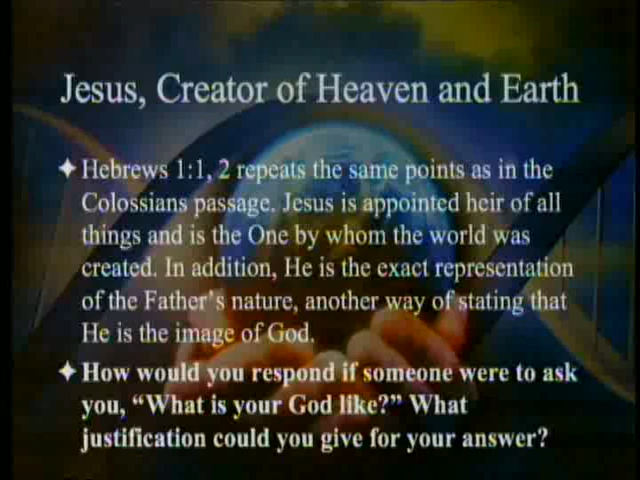 Jesus, Creator of Heaven and Earth
✦ Hebrews 1:1, 2 repeats the same points as in the
Colossians passage. Jesus is appointed heir of all
things and is the One by whom the world was
created. In addition, He is the exact representation
of the Father's nature, another way of stating that
He is the image of God.
✦ How would you respond if someone were to ask
you, “What is your God like?” What
justification could you give for your answer?